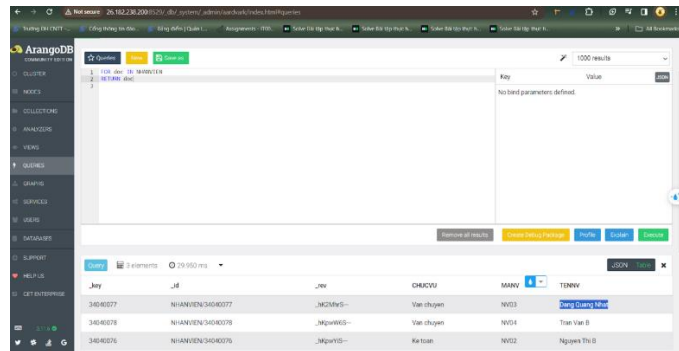 Not secure 26.182.238.200:8529/_db/_system/_admin/aardvark/index.html#queries
All Bookmarks
ArangoDB
COMMUNITY EDITION
Queries New Save as
1000 results
1 FOR doc IN NHANVIEN
2 RETURN doc
3
Key Value JSON
No bind parameters defined.
CLUSTER
NODES
COLLECTIONS
ANALYZERS
VIEWS
QUERIES
GRAPHS
SERVICES
USERS
DATABASES
SUPPORT
HELP US
GET ENTERPRISE
Remove all results Create Debug Package Profile Explain Execute
Query 3 elements 29.960 ms JSON Table
_key _id _rev CHUCVU MANV TENNV
34040077 NHANVIEN/34040077 Van chuyen NV03 Dang Quang Nhat
34040078 NHANVIEN/34040078 Van chuyen NV04 Tran Van B
34040076 NHANVIEN/34040076 Ke toan NV02 Nguyen Thi B